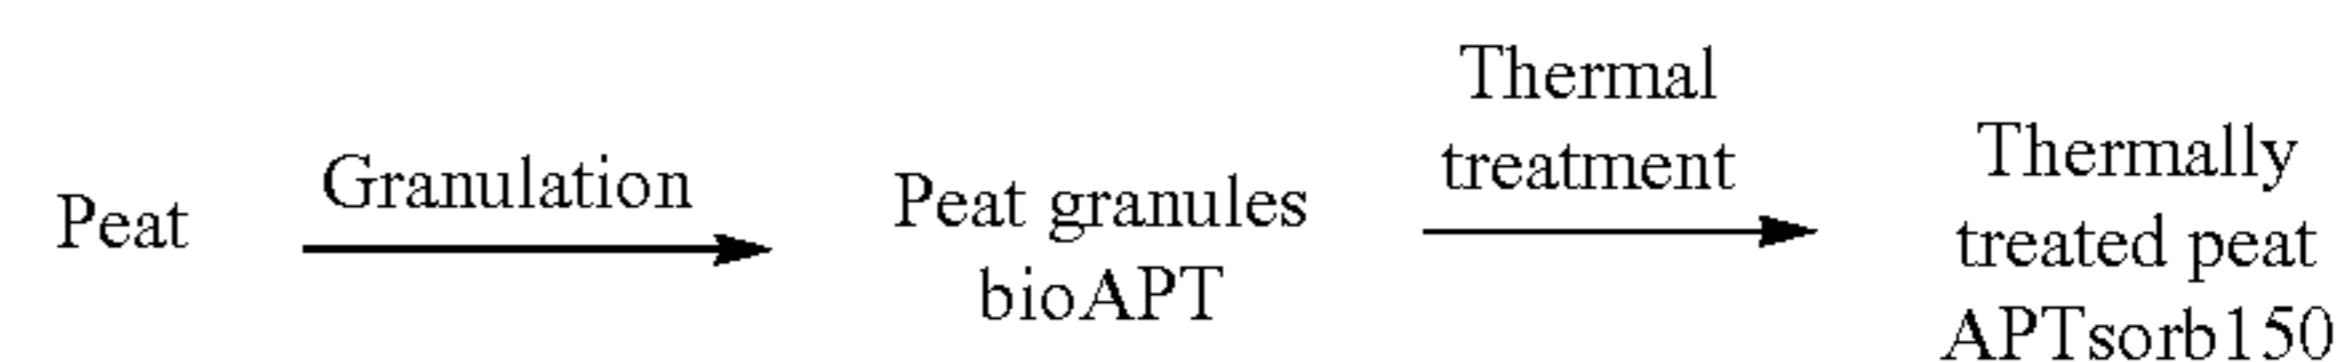 Peat
Granulation
Peat granules
bioAPT
Thermal
treatment
Thermally
treated peat
APTsorb150